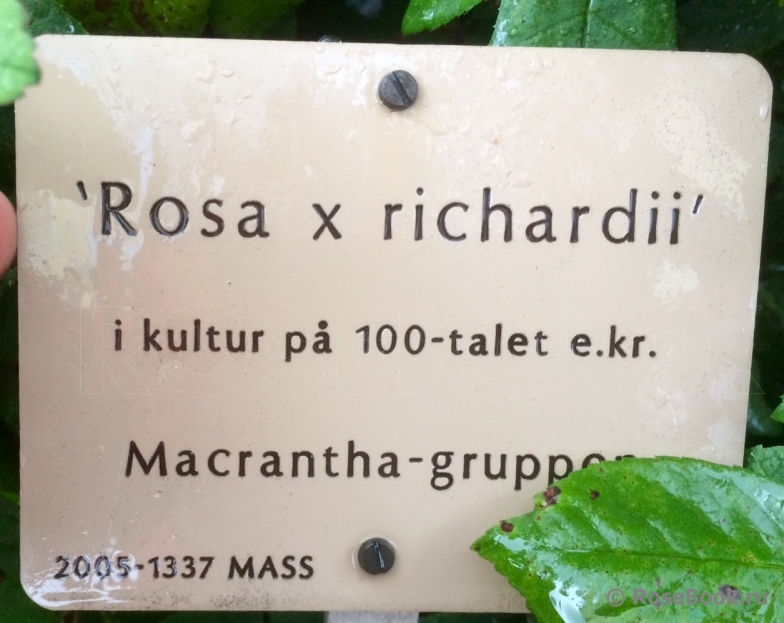 'Rosa x richardii'
i kultur på 100-talet e.kr.
Macrantha-gruppen
2005-1337 MASS
© RoseBook.ru